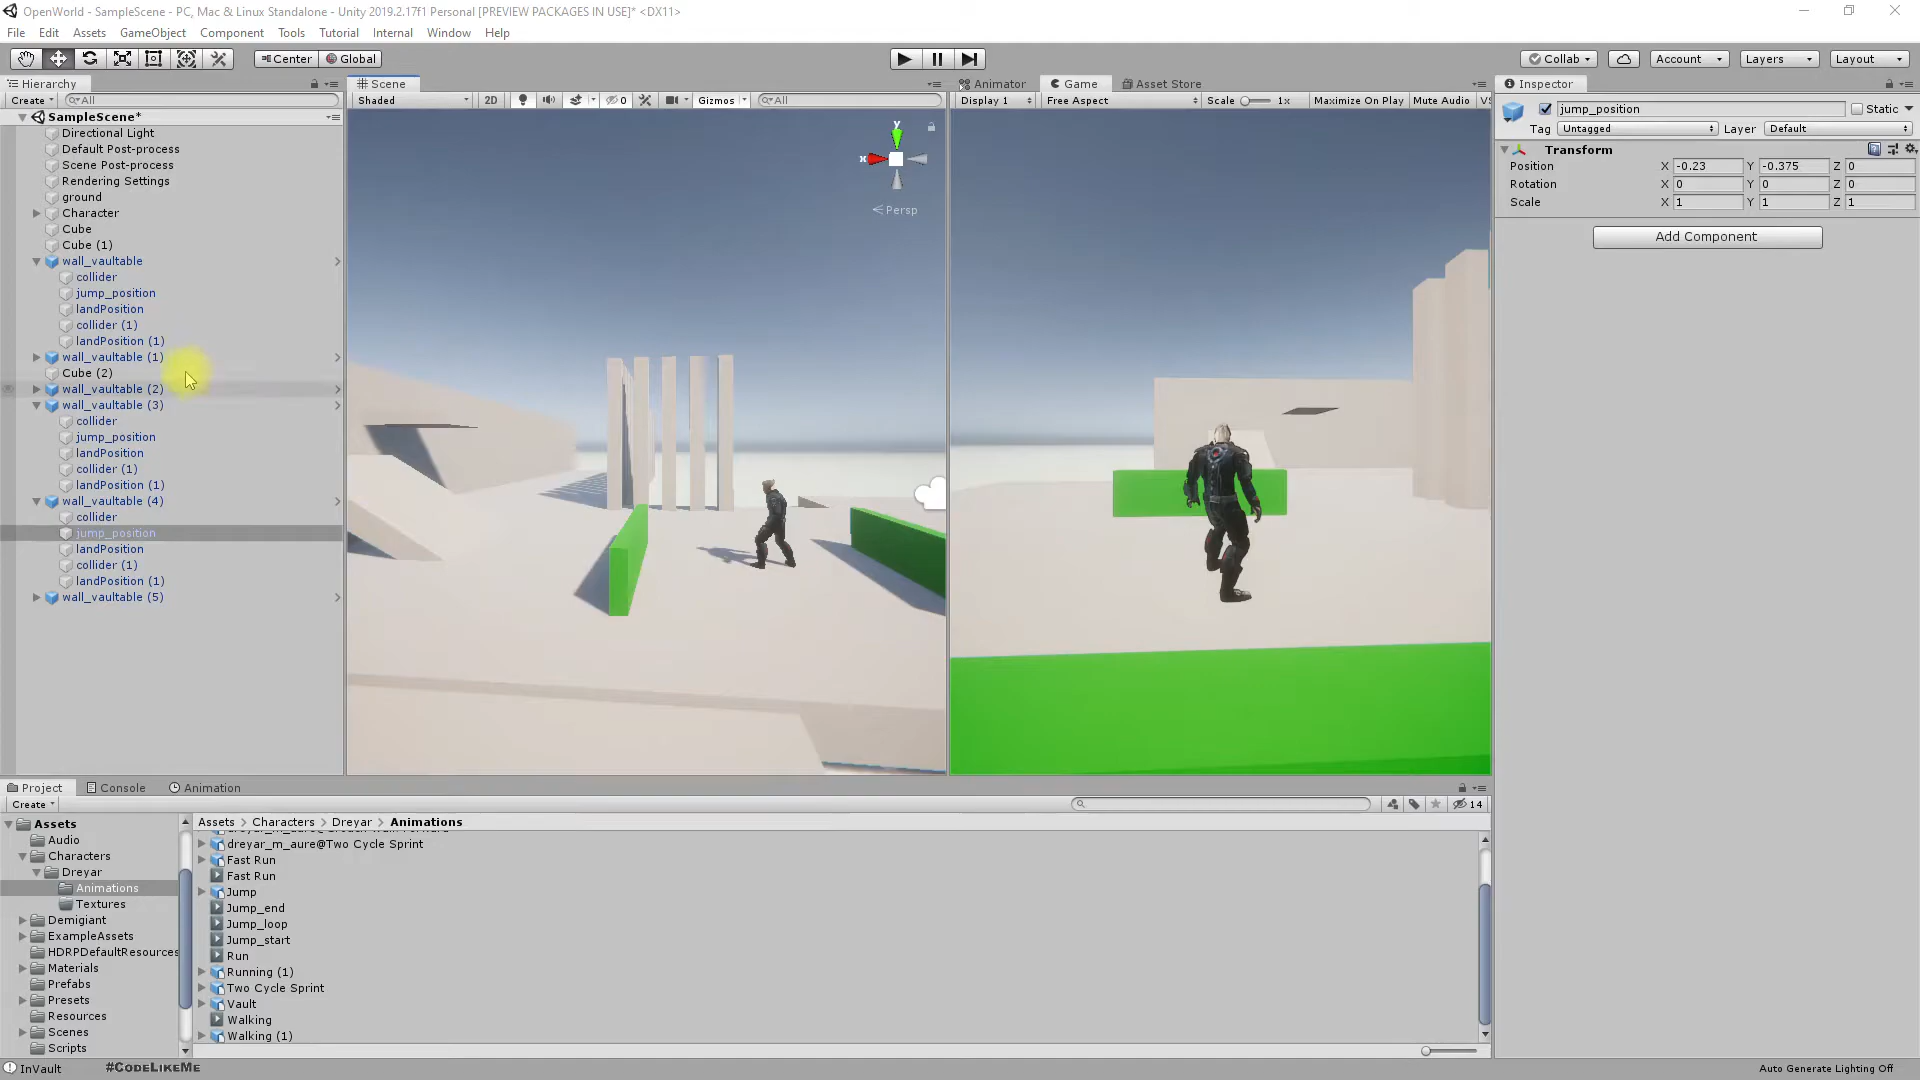 OpenWorld - SampleScene - PC, Mac & Linux Standalone - Unity 2019.2.17f1 Personal [PREVIEW PACKAGES IN USE]* <DX11>
File Edit Assets GameObject Component Tools Tutorial Internal Window Help
Center Global Collab Account Layers Layout
Hierarchy
Create All
SampleScene*
Directional Light
Default Post-process
Scene Post-process
Rendering Settings
ground
Character
Cube
Cube (1)
wall_vaultable
collider
jump_position
landPosition
collider (1)
landPosition (1)
wall_vaultable (1)
Cube (2)
wall_vaultable (2)
wall_vaultable (3)
collider
jump_position
landPosition
collider (1)
landPosition (1)
wall_vaultable (4)
collider
jump_position
landPosition
collider (1)
landPosition (1)
wall_vaultable (5)
Scene
Shaded 2D 0 Gizmos All
y
x
Persp
Animator Game Asset Store
Display 1 Free Aspect Scale 1x Maximize On Play Mute Audio VS
Inspector
jump_position Static
Tag Untagged Layer Default
Transform
Position X -0.23 Y -0.375 Z 0
Rotation X 0 Y 0 Z 0
Scale X 1 Y 1 Z 1
Add Component
Project Console Animation
Create 14
Assets
Audio
Characters
Dreyar
Animations
Textures
Demigiant
ExampleAssets
HDRPDefaultResources
Materials
Prefabs
Presets
Resources
Scenes
Scripts
Assets > Characters > Dreyar > Animations
dreyar_m_aure@Two Cycle Sprint
Fast Run
Fast Run
Jump
Jump_end
Jump_loop
Jump_start
Run
Running (1)
Two Cycle Sprint
Vault
Walking
Walking (1)
InVault #CodeLikeMe Auto Generate Lighting Off